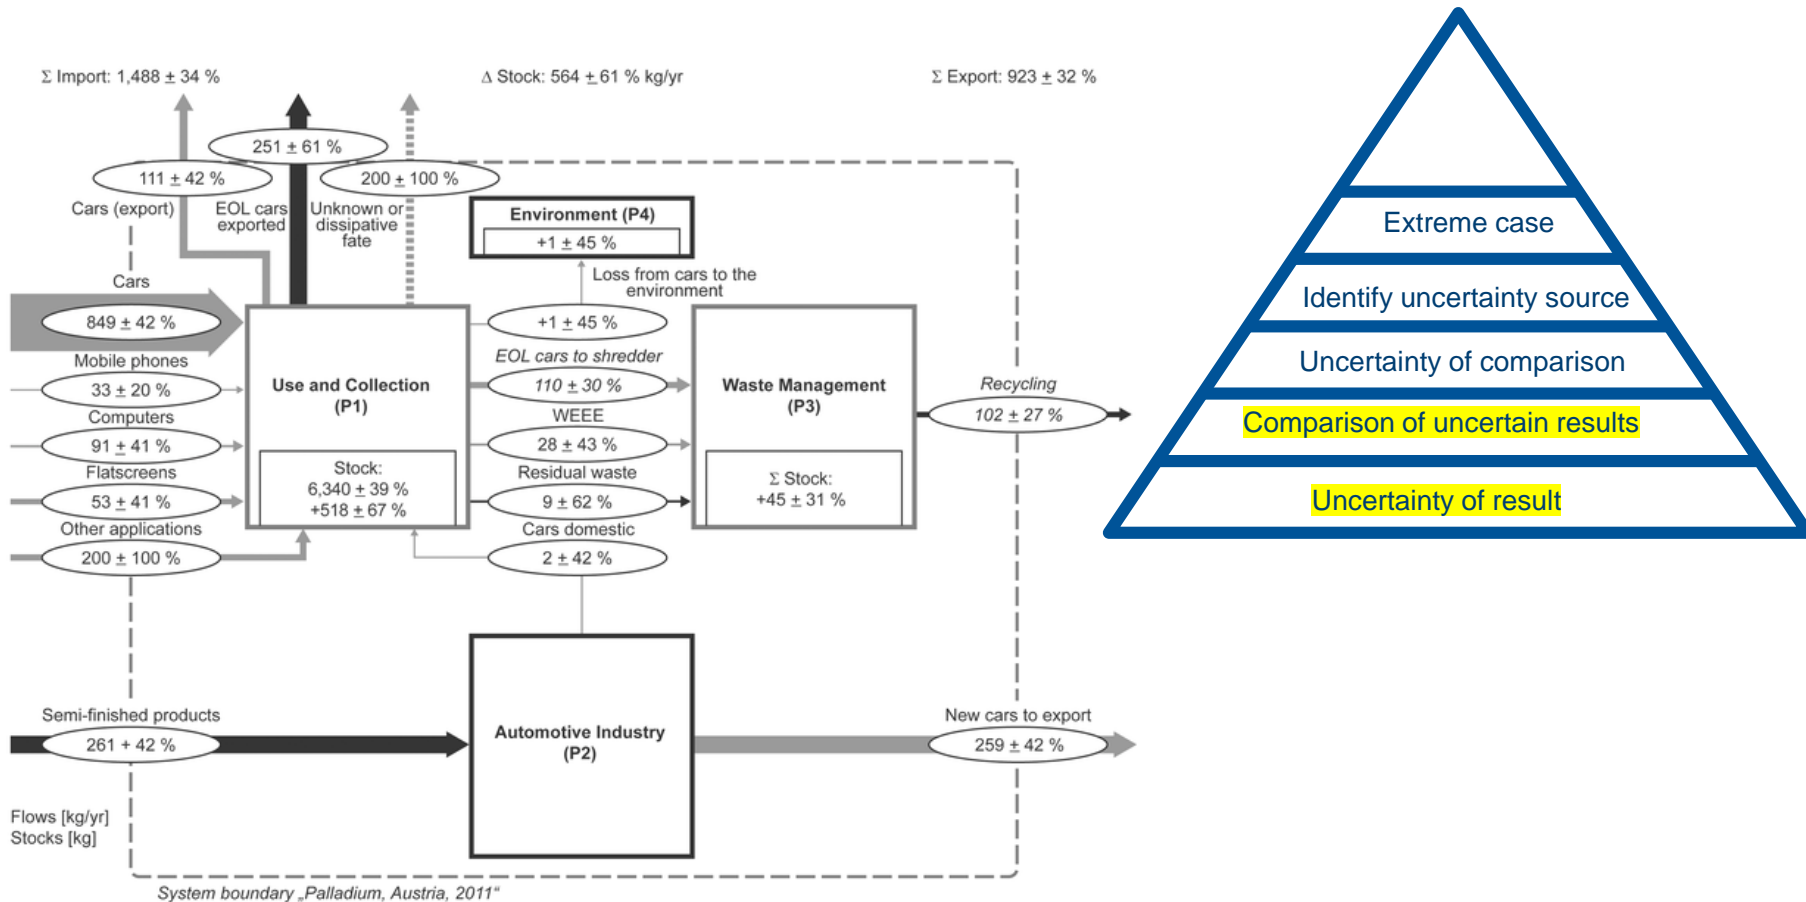 Σ Import: 1,488 ± 34 %
Δ Stock: 564 ± 61 % kg/yr
Σ Export: 923 ± 32 %
251 ± 61 %
111 ± 42 %
200 ± 100 %
Cars (export)
EOL cars
exported
Unknown or
dissipative
fate
Environment (P4)
+1 ± 45 %
Loss from cars to the
environment
Cars
849 ± 42 %
+1 ± 45 %
Mobile phones
33 ± 20 %
EOL cars to shredder
110 ± 30 %
Use and Collection
(P1)
Waste Management
(P3)
Recycling
102 ± 27 %
Computers
91 ± 41 %
WEEE
28 ± 43 %
Flatscreens
53 ± 41 %
Stock:
6,340 ± 39 %
+518 ± 67 %
Residual waste
9 ± 62 %
Σ Stock:
+45 ± 31 %
Other applications
200 ± 100 %
Cars domestic
2 ± 42 %
Semi-finished products
261 + 42 %
Automotive Industry
(P2)
New cars to export
259 ± 42 %
Flows [kg/yr]
Stocks [kg]
System boundary „Palladium, Austria, 2011“
Extreme case
Identify uncertainty source
Uncertainty of comparison
Comparison of uncertain results
Uncertainty of result